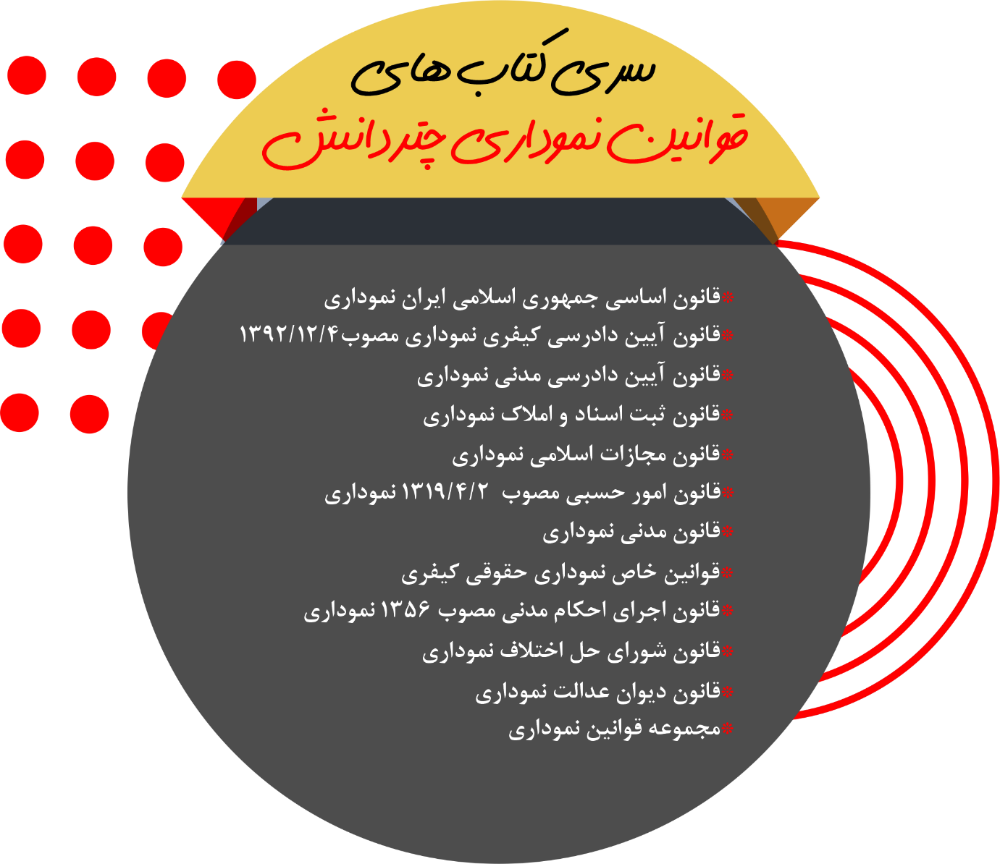 سری کتاب های
قوانین نموداری چتردانش
*قانون اساسی جمهوری اسلامی ایران نموداری
*قانون آیین دادرسی کیفری نموداری مصوب۱۳۹۲/۱۲/۴
*قانون آیین دادرسی مدنی نموداری
*قانون ثبت اسناد و املاک نموداری
*قانون مجازات اسلامی نموداری
*قانون امور حسبی مصوب ۱۳۱۹/۴/۲ نموداری
*قانون مدنی نموداری
*قوانین خاص نموداری حقوقی کیفری
*قانون اجرای احکام مدنی مصوب ۱۳۵۶ نموداری
*قانون شورای حل اختلاف نموداری
*قانون دیوان عدالت نموداری
*مجموعه قوانین نموداری